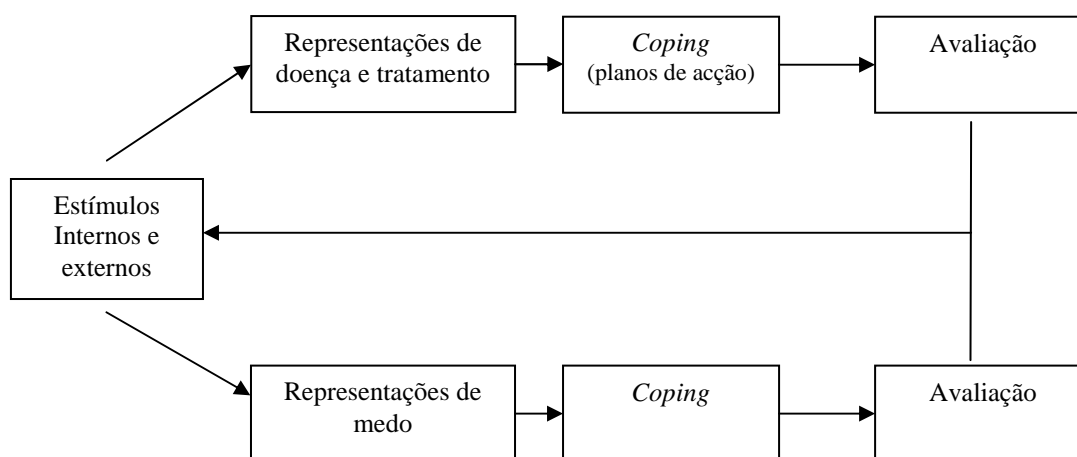 Representações de
doença e tratamento
Coping
(planos de acção)
Avaliação
Estímulos
Internos e
externos
Representações de
medo
Coping
Avaliação